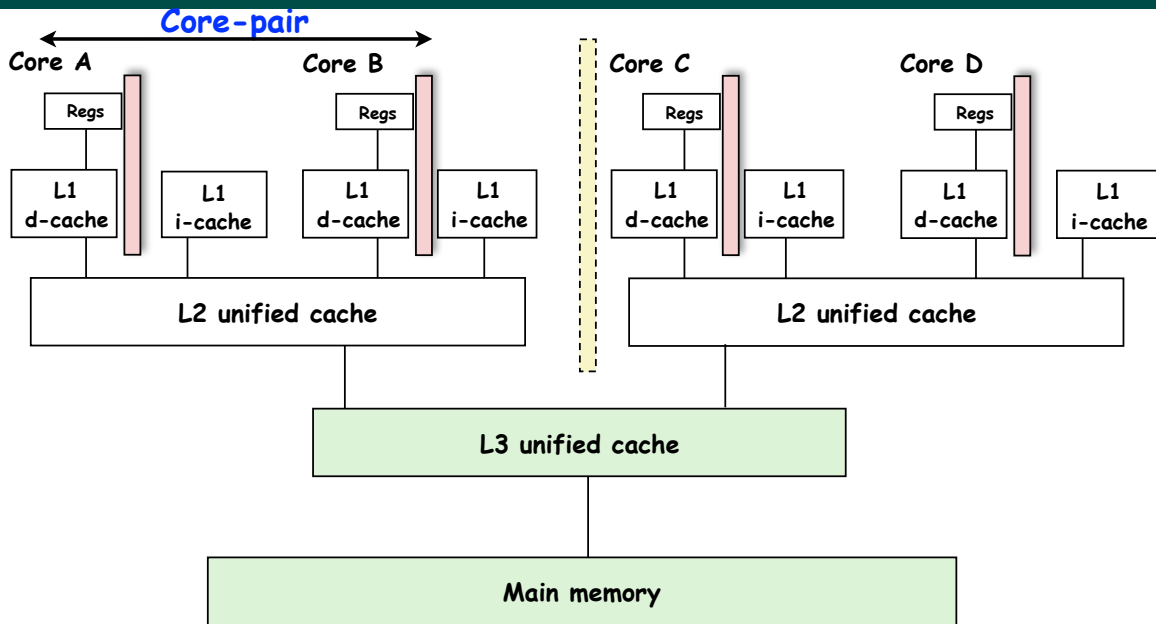 Core-pair
Core A
Core B
Core C
Core D
Regs
Regs
Regs
Regs
L1
d-cache
L1
i-cache
L1
d-cache
L1
i-cache
L1
d-cache
L1
i-cache
L1
d-cache
L1
i-cache
L2 unified cache
L2 unified cache
L3 unified cache
Main memory